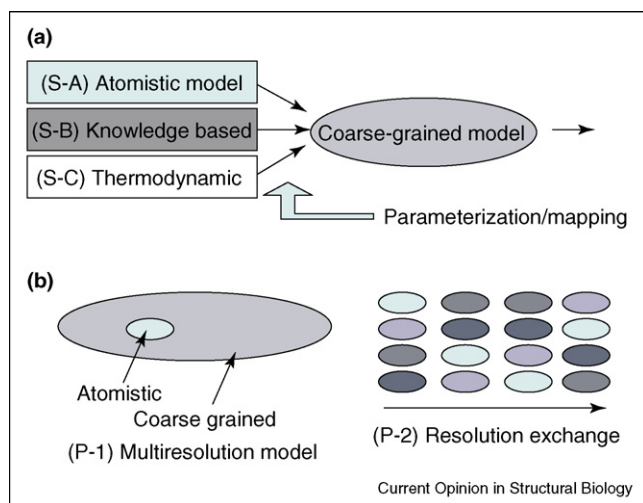 (a)
(S-A) Atomistic model
(S-B) Knowledge based
(S-C) Thermodynamic
Coarse-grained model
Parameterization/mapping
(b)
Atomistic
Coarse grained
(P-1) Multiresolution model
(P-2) Resolution exchange
Current Opinion in Structural Biology